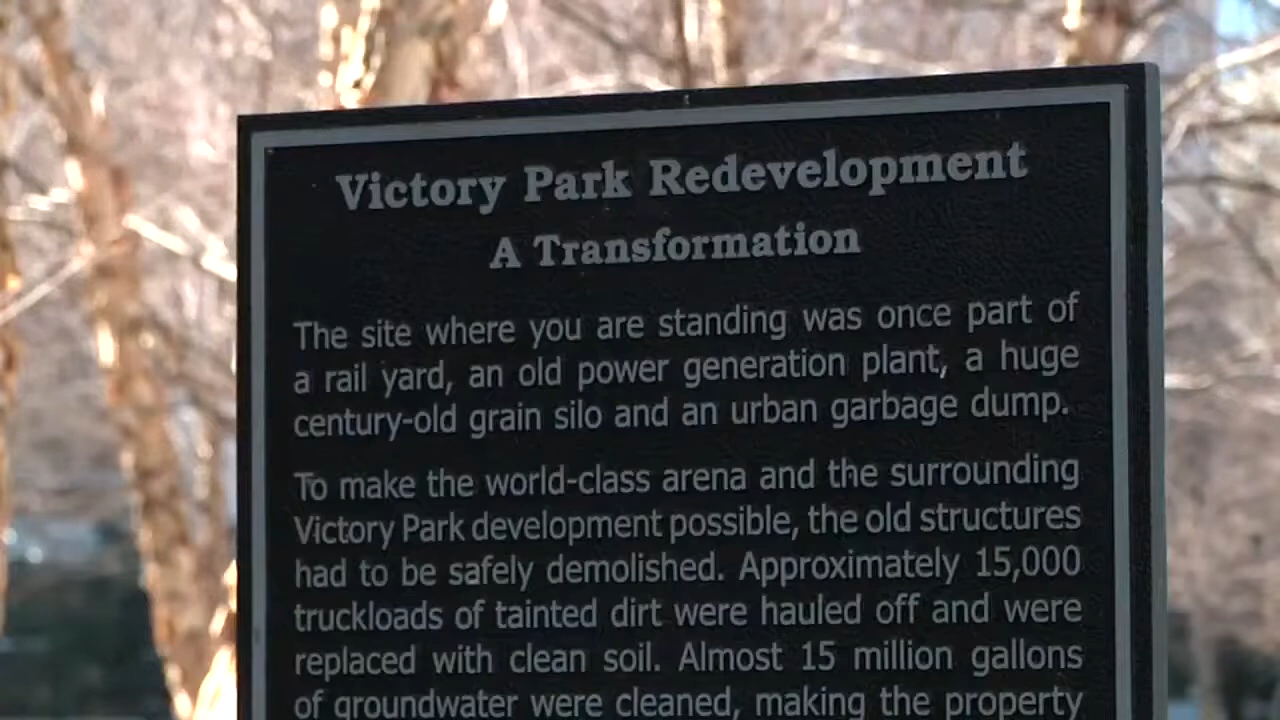 Victory Park Redevelopment
A Transformation
The site where you are standing was once part of
a rail yard, an old power generation plant, a huge
century-old grain silo and an urban garbage dump.
To make the world-class arena and the surrounding
Victory Park development possible, the old structures
had to be safely demolished. Approximately 15,000
truckloads of tainted dirt were hauled off and were
replaced with clean soil. Almost 15 million gallons
of groundwater were cleaned, making the property